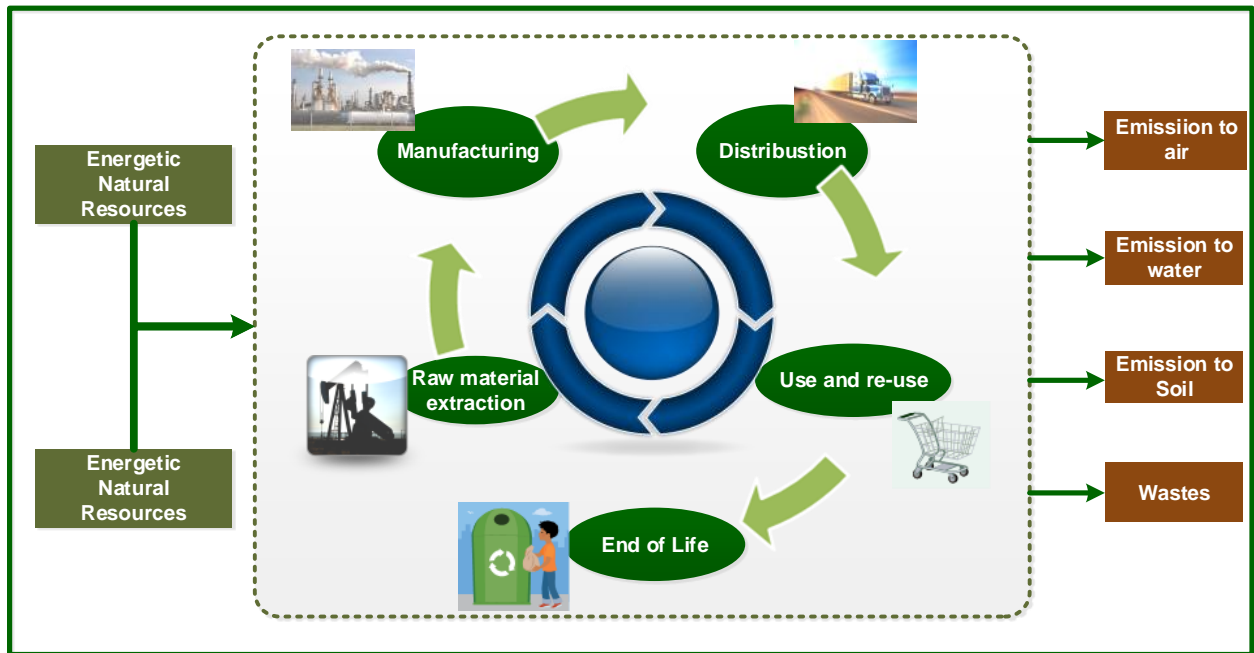 Energetic
Natural
Resources
Energetic
Natural
Resources
Manufacturing
Distribustion
Raw material
extraction
Use and re-use
End of Life
Emissiion to
air
Emission to
water
Emission to
Soil
Wastes